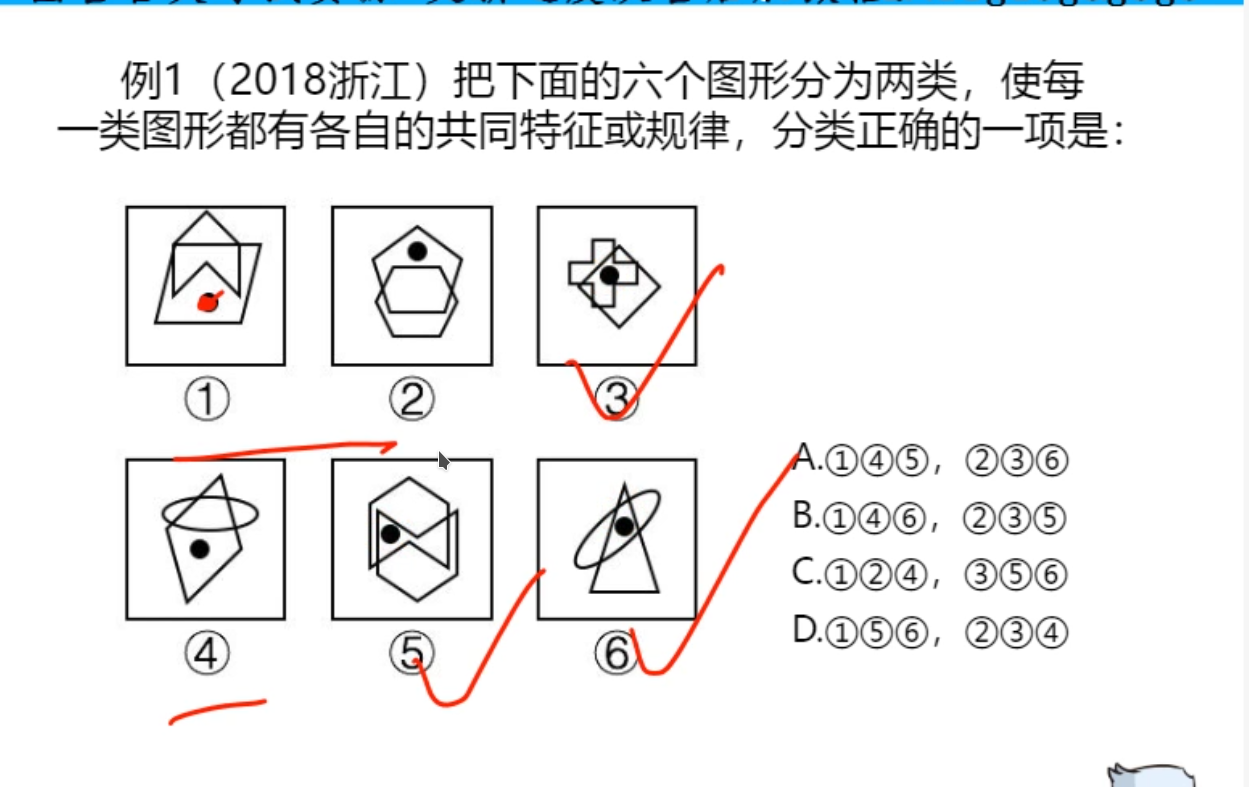 例1（2018浙江）把下面的六个图形分为两类，使每
一类图形都有各自的共同特征或规律，分类正确的一项是：
① ② ③
④ ⑤ ⑥
A.①④⑤，②③⑥
B.①④⑥，②③⑤
C.①②④，③⑤⑥
D.①⑤⑥，②③④